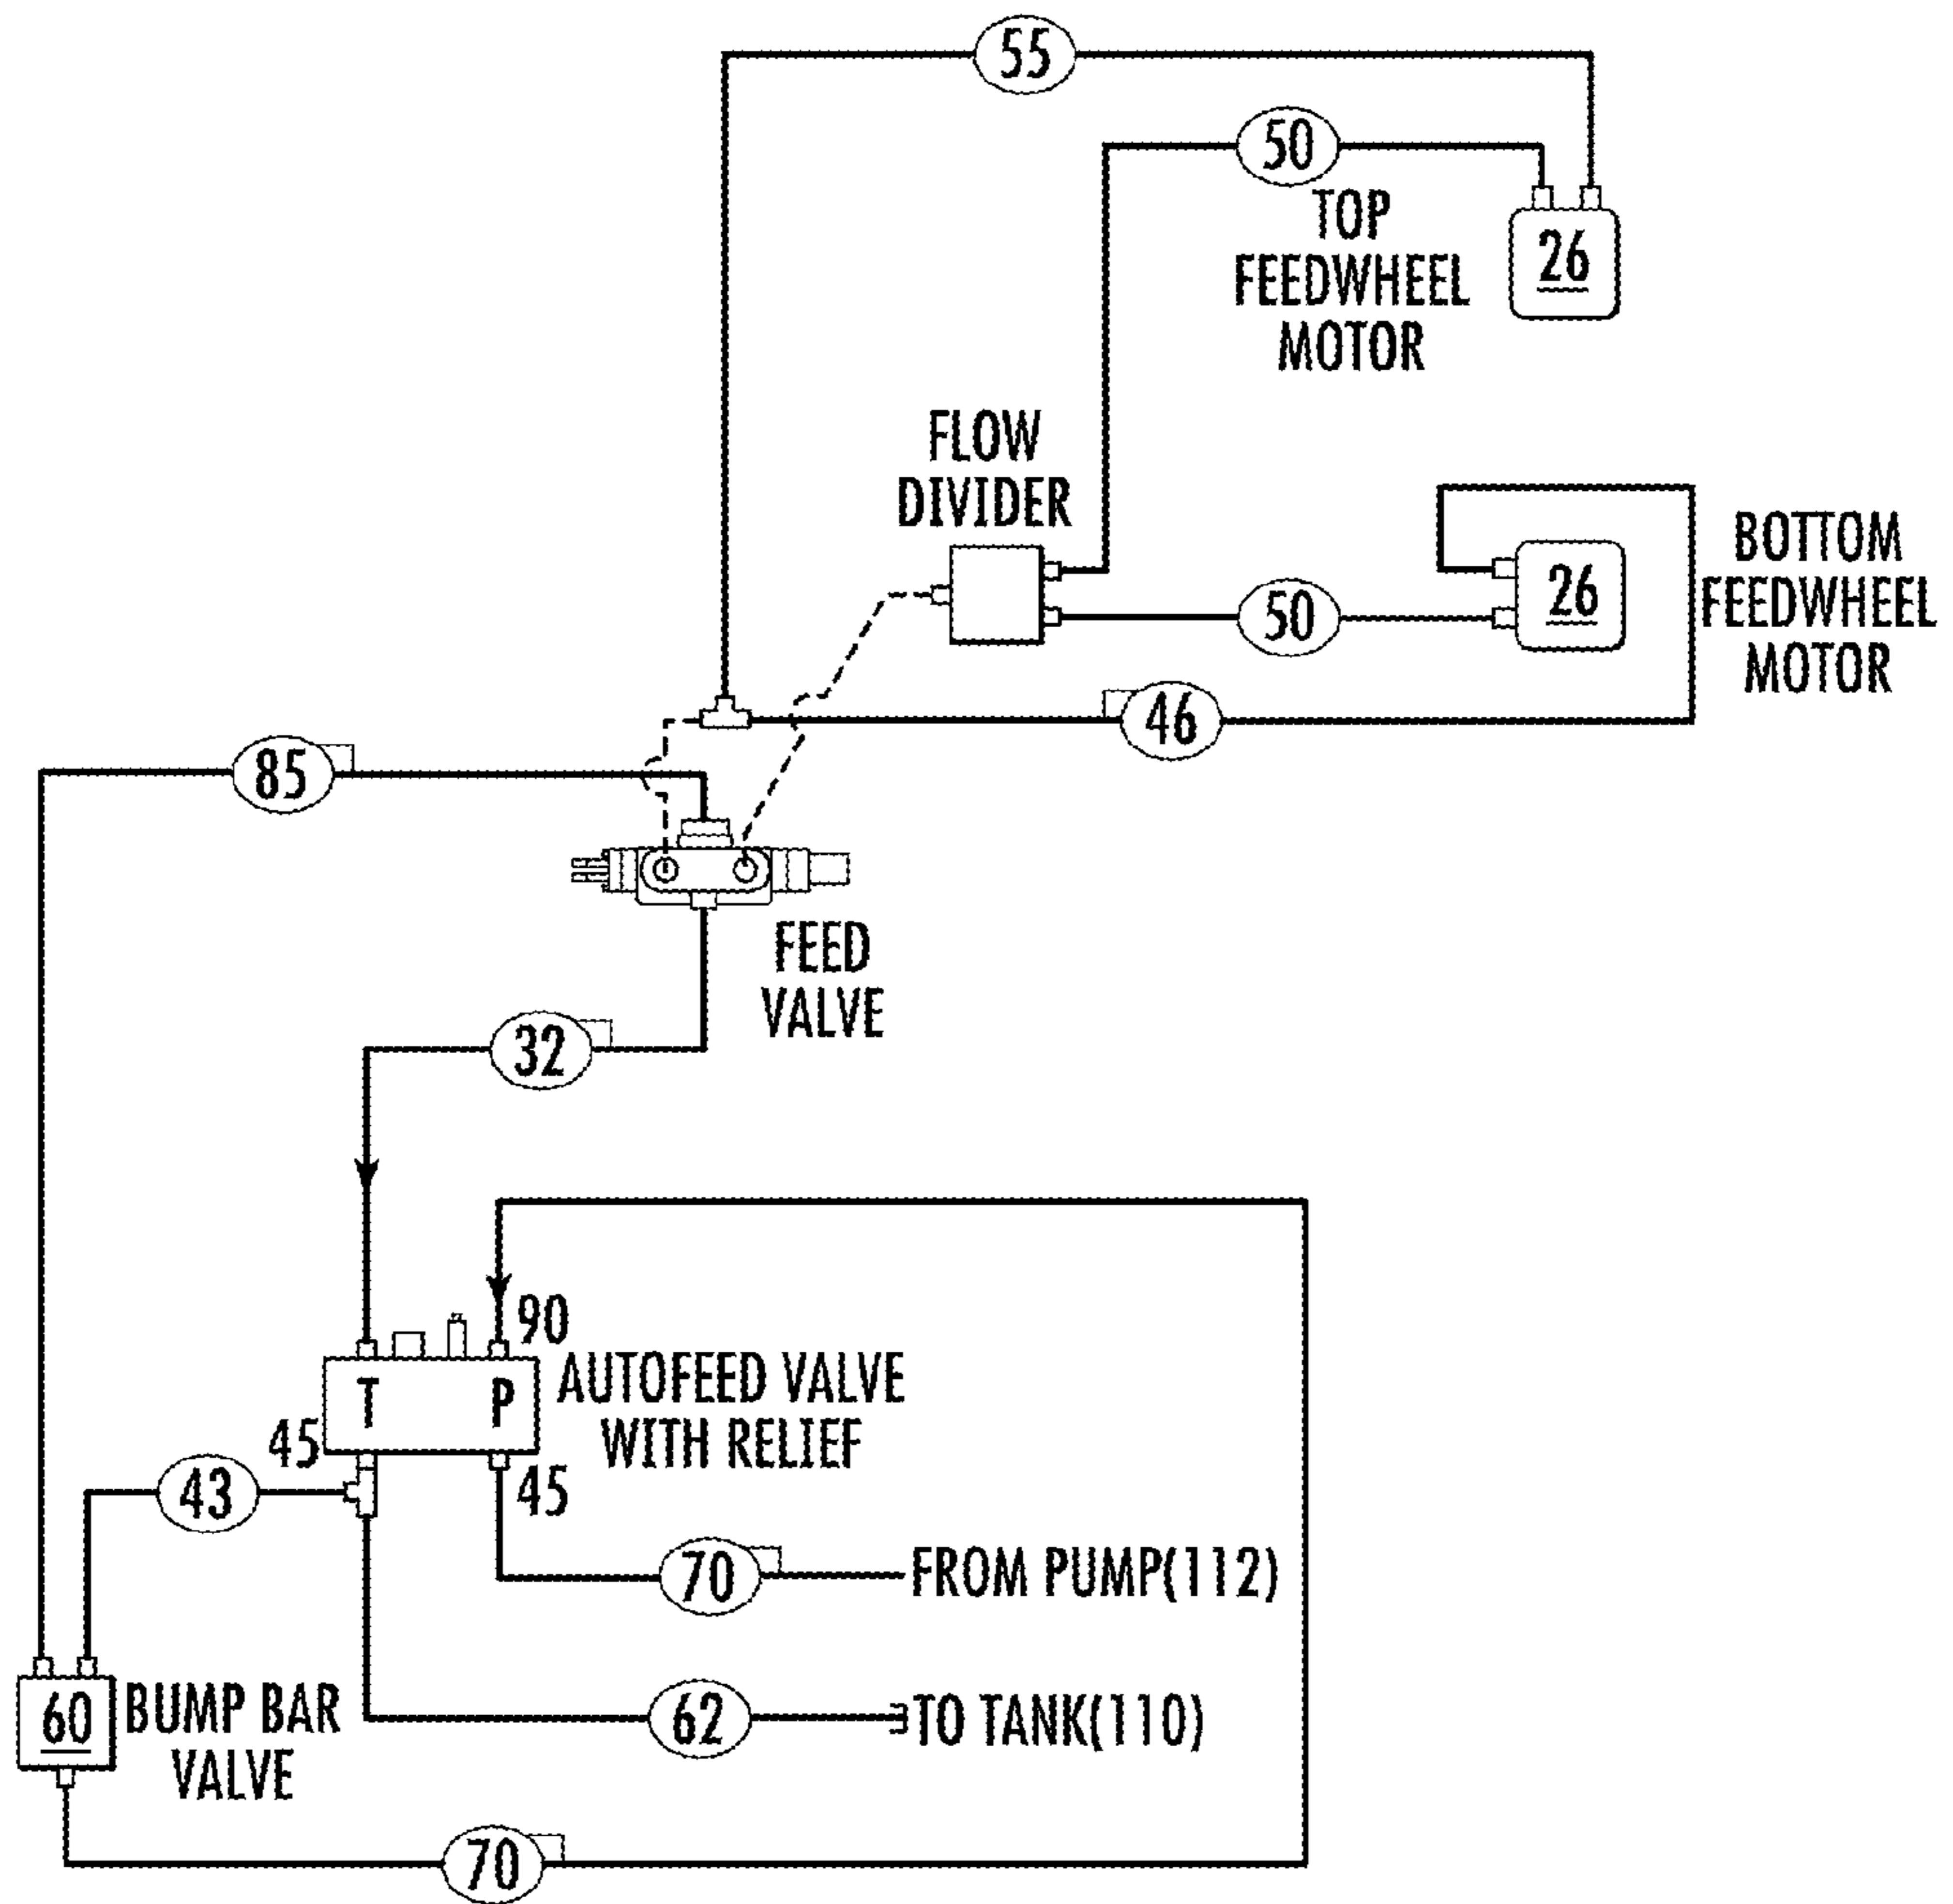 55
50
TOP
FEEDWHEEL
MOTOR
26
FLOW
DIVIDER
50
26
BOTTOM
FEEDWHEEL
MOTOR
46
85
FEED
VALVE
32
90
T P
AUTOFEED VALVE
WITH RELIEF
45
43
45
70
FROM PUMP(112)
62
TO TANK(110)
60
BUMP BAR
VALVE
70